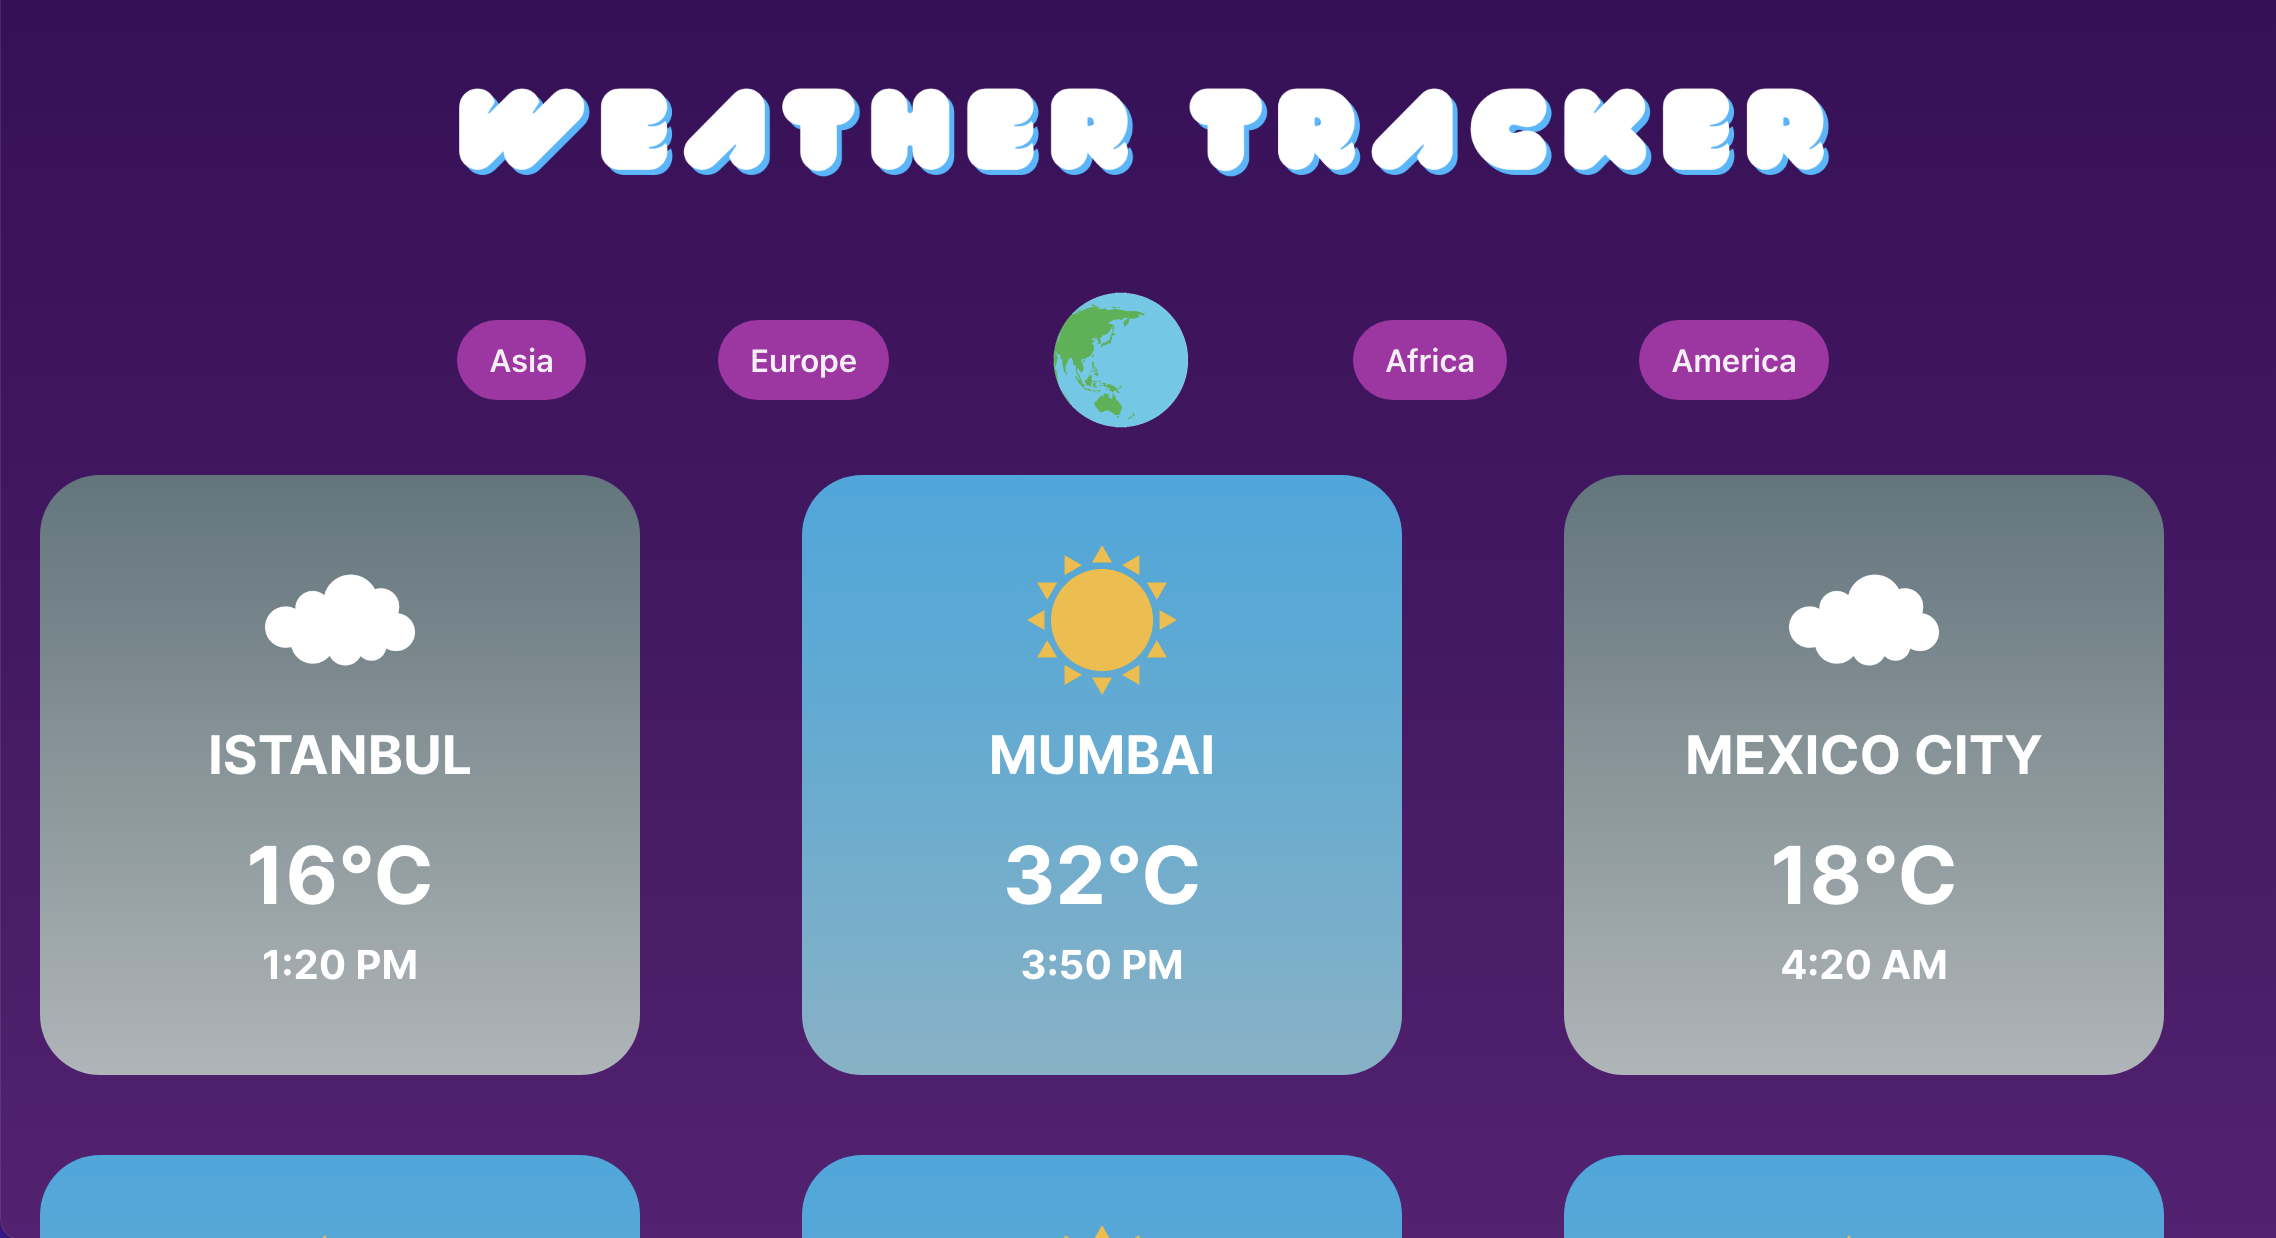 WEATHER TRACKER
Asia
Europe
Africa
America
ISTANBUL
16°C
1:20 PM
MUMBAI
32°C
3:50 PM
MEXICO CITY
18°C
4:20 AM